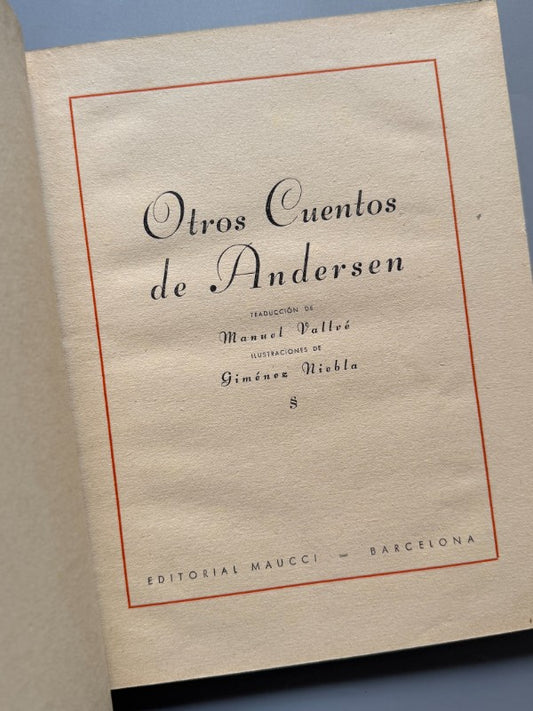 Otros Cuentos
de Andersen
TRADUCCIÓN DE
Manuel Vallvé
ILUSTRACIONES DE
Giménez Niebla
§
EDITORIAL MAUCCI — BARCELONA